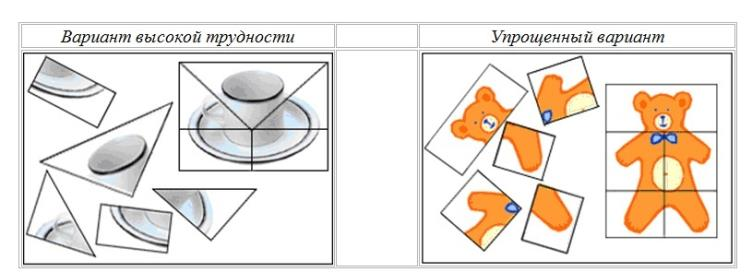 Вариант высокой трудности
Упрощенный вариант